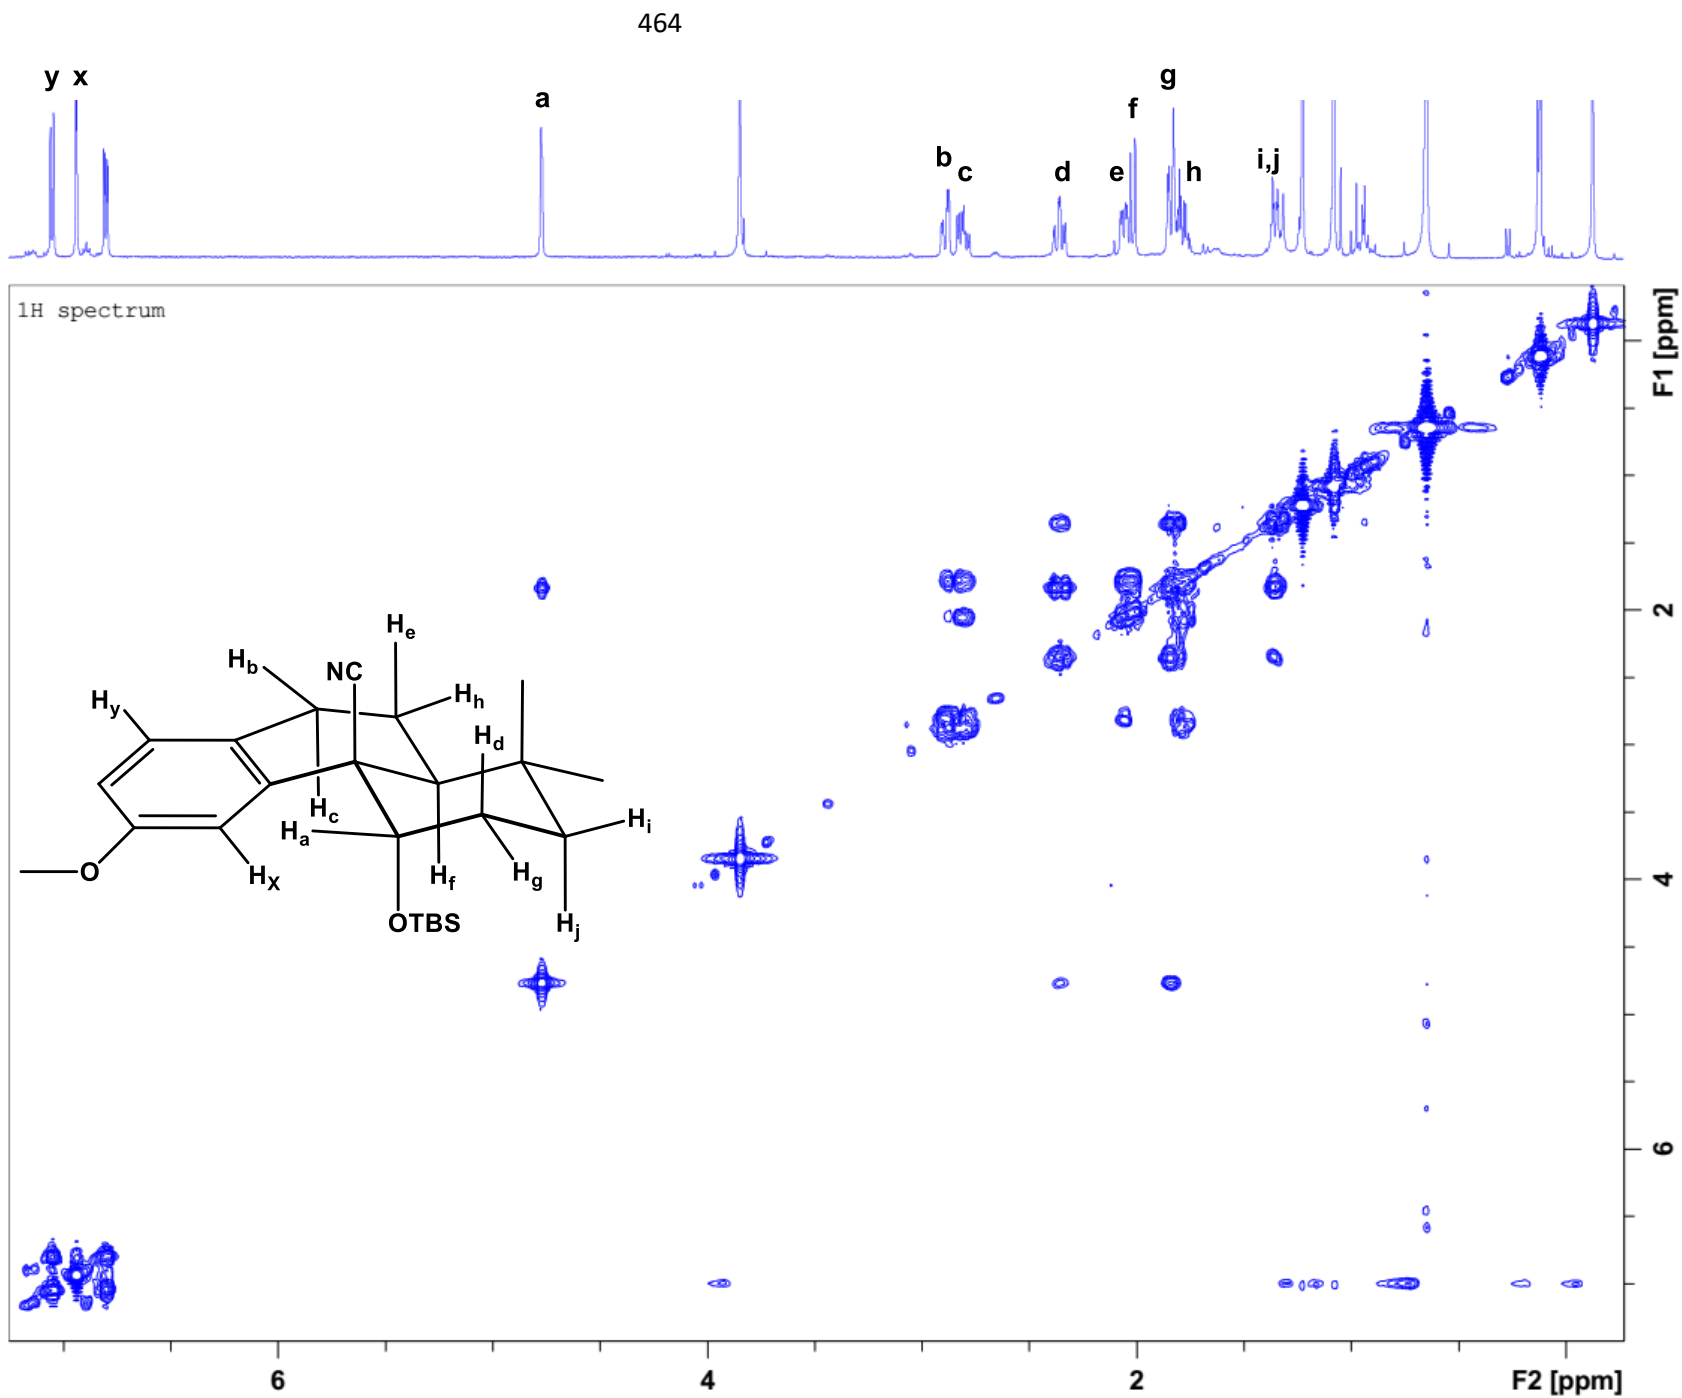 464
y x a b c d e f g h i,j
1H spectrum
F1 [ppm]
2
4
6
He
Hb NC
Hy Hh
Hd
Hc
Ha Hi
O HX Hf Hg
OTBS Hj
6 4 2 F2 [ppm]